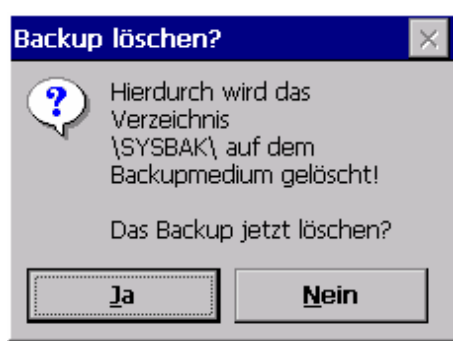 Backup löschen?
Hierdurch wird das
Verzeichnis
\SYSBAK\ auf dem
Backupmedium gelöscht!
Das Backup jetzt löschen?
Ja
Nein